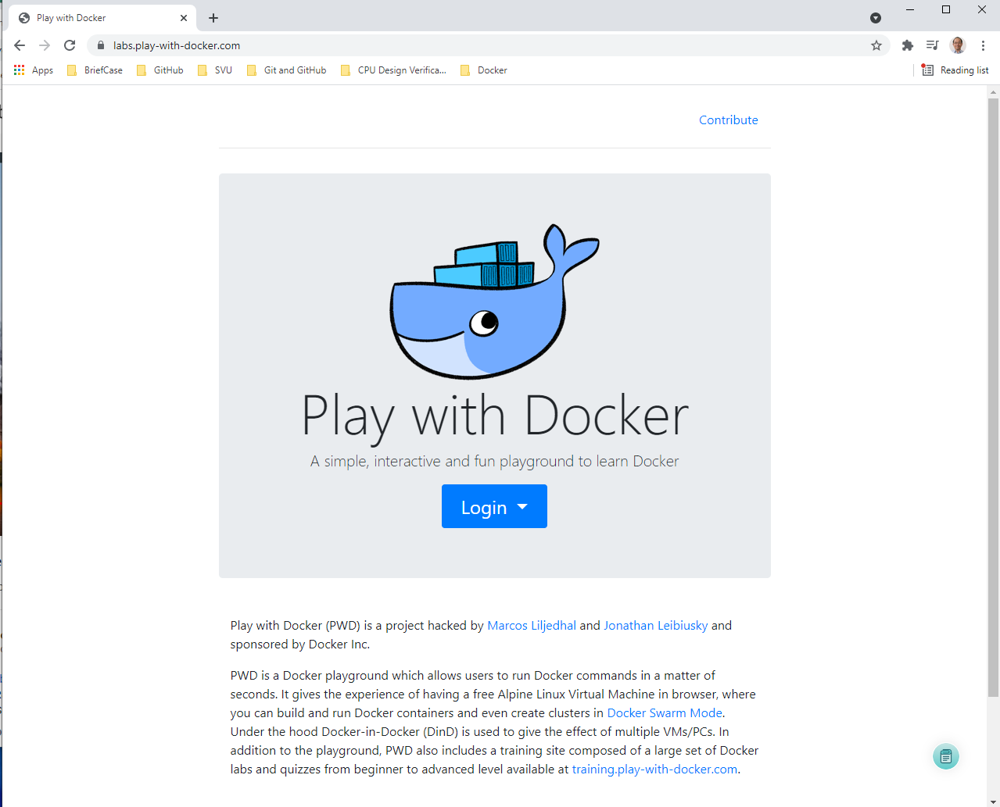 Play with Docker
labs.play-with-docker.com
Apps BriefCase GitHub SVU Git and GitHub CPU Design Verifica... Docker Reading list
Contribute
Play with Docker
A simple, interactive and fun playground to learn Docker
Login
Play with Docker (PWD) is a project hacked by Marcos Liljedhal and Jonathan Leibiusky and
sponsored by Docker Inc.
PWD is a Docker playground which allows users to run Docker commands in a matter of
seconds. It gives the experience of having a free Alpine Linux Virtual Machine in browser, where
you can build and run Docker containers and even create clusters in Docker Swarm Mode.
Under the hood Docker-in-Docker (DinD) is used to give the effect of multiple VMs/PCs. In
addition to the playground, PWD also includes a training site composed of a large set of Docker
labs and quizzes from beginner to advanced level available at training.play-with-docker.com.